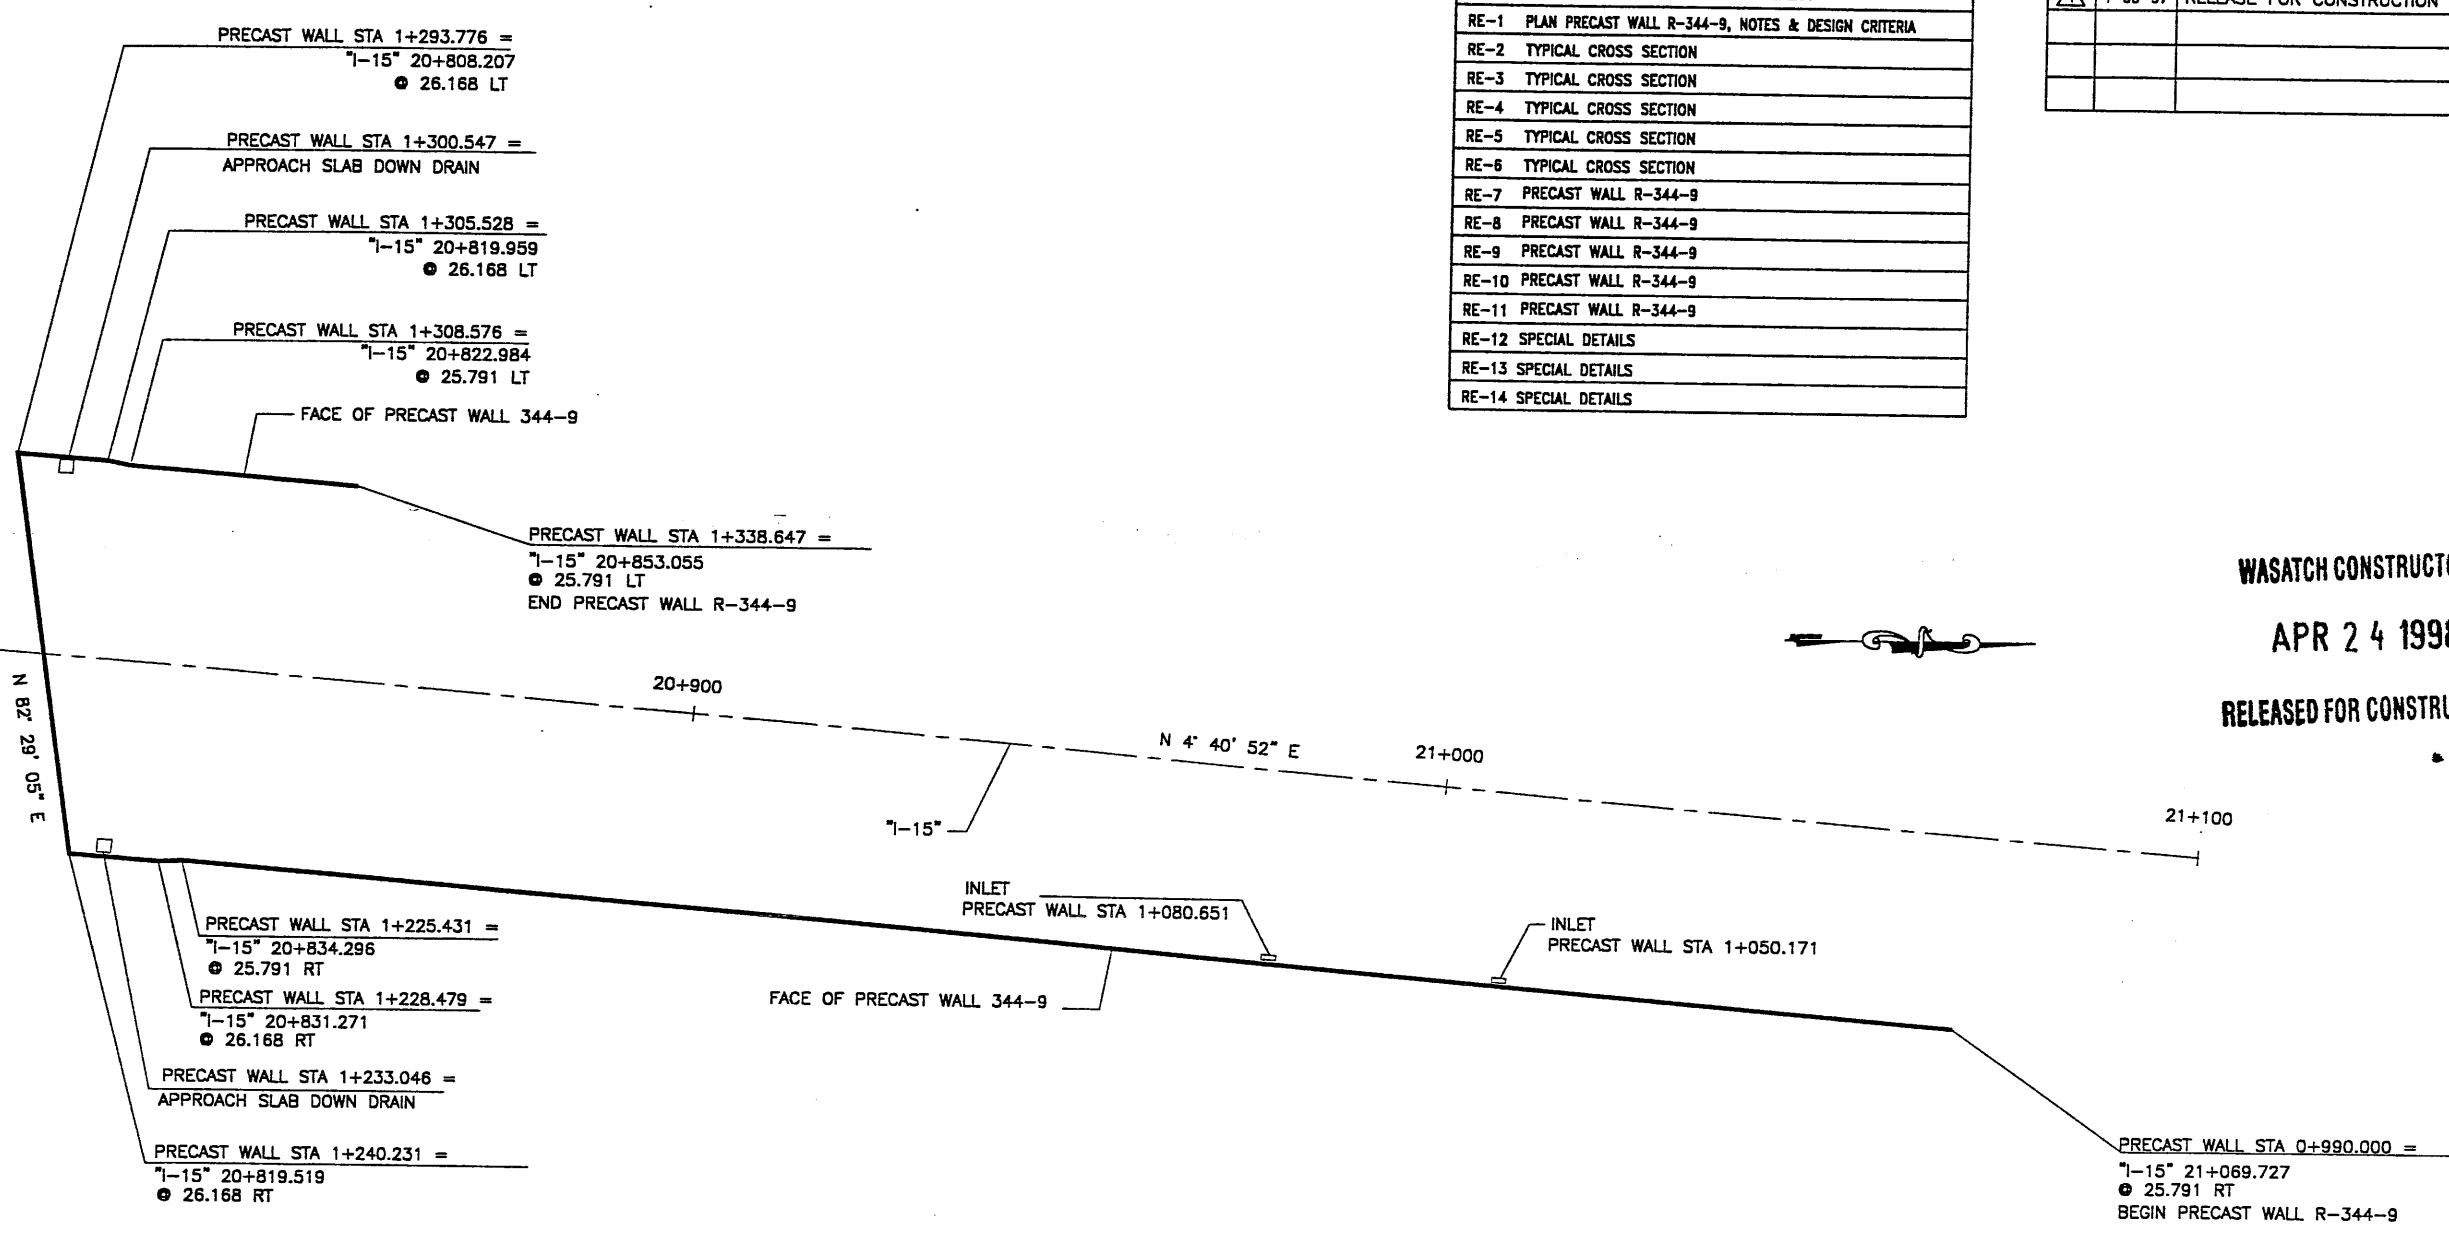 PRECAST WALL STA 1+293.776 =
"I-15" 20+808.207
@ 26.168 LT
PRECAST WALL STA 1+300.547 =
APPROACH SLAB DOWN DRAIN
PRECAST WALL STA 1+305.528 =
"I-15" 20+819.959
@ 26.168 LT
PRECAST WALL STA 1+308.576 =
"I-15" 20+822.984
@ 25.791 LT
FACE OF PRECAST WALL 344-9
PRECAST WALL STA 1+338.647 =
"I-15" 20+853.055
@ 25.791 LT
END PRECAST WALL R-344-9
RE-1 PLAN PRECAST WALL R-344-9, NOTES & DESIGN CRITERIA
RE-2 TYPICAL CROSS SECTION
RE-3 TYPICAL CROSS SECTION
RE-4 TYPICAL CROSS SECTION
RE-5 TYPICAL CROSS SECTION
RE-6 TYPICAL CROSS SECTION
RE-7 PRECAST WALL R-344-9
RE-8 PRECAST WALL R-344-9
RE-9 PRECAST WALL R-344-9
RE-10 PRECAST WALL R-344-9
RE-11 PRECAST WALL R-344-9
RE-12 SPECIAL DETAILS
RE-13 SPECIAL DETAILS
RE-14 SPECIAL DETAILS
RELEASE FOR CONSTRUCTION
WASATCH CONSTRUCT
APR 24 1998
RELEASED FOR CONSTRU
N 82° 29' 05" E
20+900
N 4° 40' 52" E
21+000
21+100
"I-15"
INLET
PRECAST WALL STA 1+080.651
INLET
PRECAST WALL STA 1+050.171
FACE OF PRECAST WALL 344-9
PRECAST WALL STA 1+225.431 =
"I-15" 20+834.296
@ 25.791 RT
PRECAST WALL STA 1+228.479 =
"I-15" 20+831.271
@ 26.168 RT
PRECAST WALL STA 1+233.046 =
APPROACH SLAB DOWN DRAIN
PRECAST WALL STA 1+240.231 =
"I-15" 20+819.519
@ 26.168 RT
PRECAST WALL STA 0+990.000 =
"I-15" 21+069.727
@ 25.791 RT
BEGIN PRECAST WALL R-344-9